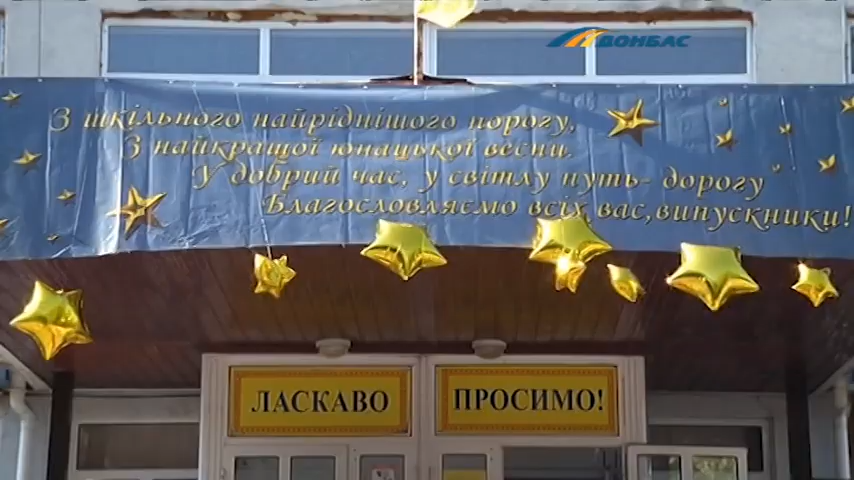 ДОНБАС
З шкільного найріднішого порогу,
З найкращої юнацької весни.
У добрий час, у світлу путь- дорогу
Благословляємо всіх вас, випускники!
ЛАСКАВО ПРОСИМО!